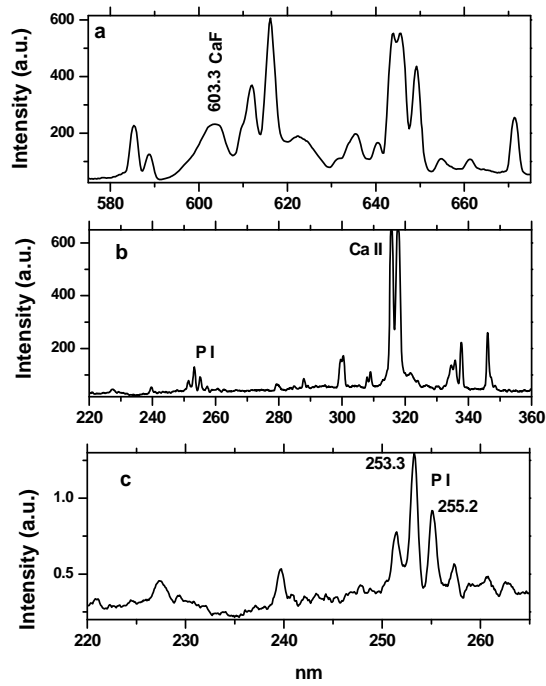 a
603.3 CaF
Intensity (a.u.)
600
400
200
580 600 620 640 660
b
Ca II
P I
Intensity (a.u.)
600
400
200
220 240 260 280 300 320 340 360
c
253.3
P I
255.2
Intensity (a.u.)
1.0
0.5
220 230 240 250 260
nm